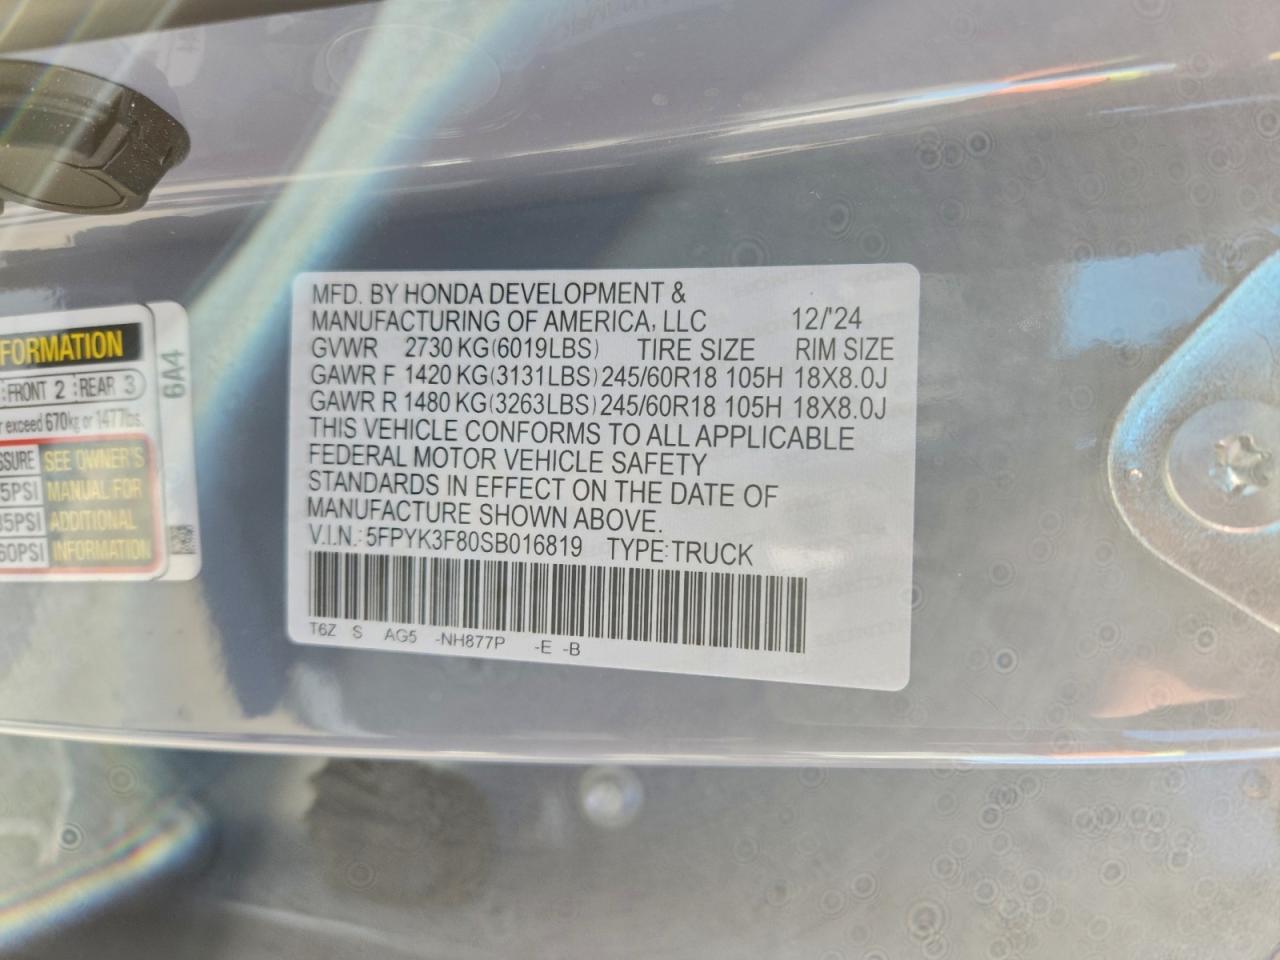 MFD. BY HONDA DEVELOPMENT &
MANUFACTURING OF AMERICA, LLC 12/'24
GVWR 2730 KG(6019LBS) TIRE SIZE RIM SIZE
GAWR F 1420 KG(3131LBS) 245/60R18 105H 18X8.0J
GAWR R 1480 KG(3263LBS) 245/60R18 105H 18X8.0J
THIS VEHICLE CONFORMS TO ALL APPLICABLE
FEDERAL MOTOR VEHICLE SAFETY
STANDARDS IN EFFECT ON THE DATE OF
MANUFACTURE SHOWN ABOVE.
V.I.N.: 5FPYK3F80SB016819 TYPE:TRUCK
T6Z S AG5 -NH877P -E -B
FORMATION
FRONT 2 REAR 3
exceed 670kg or 1477lbs.
SSURE SEE OWNER'S
5PSI MANUAL FOR
35PSI ADDITIONAL
60PSI INFORMATION
6A4